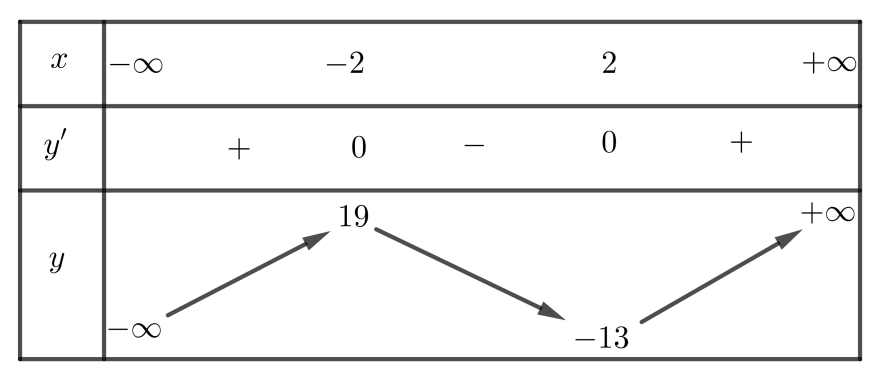 x −∞ −2 2 +∞
y′ + 0 − 0 + 
19 +∞
y
−∞ −13